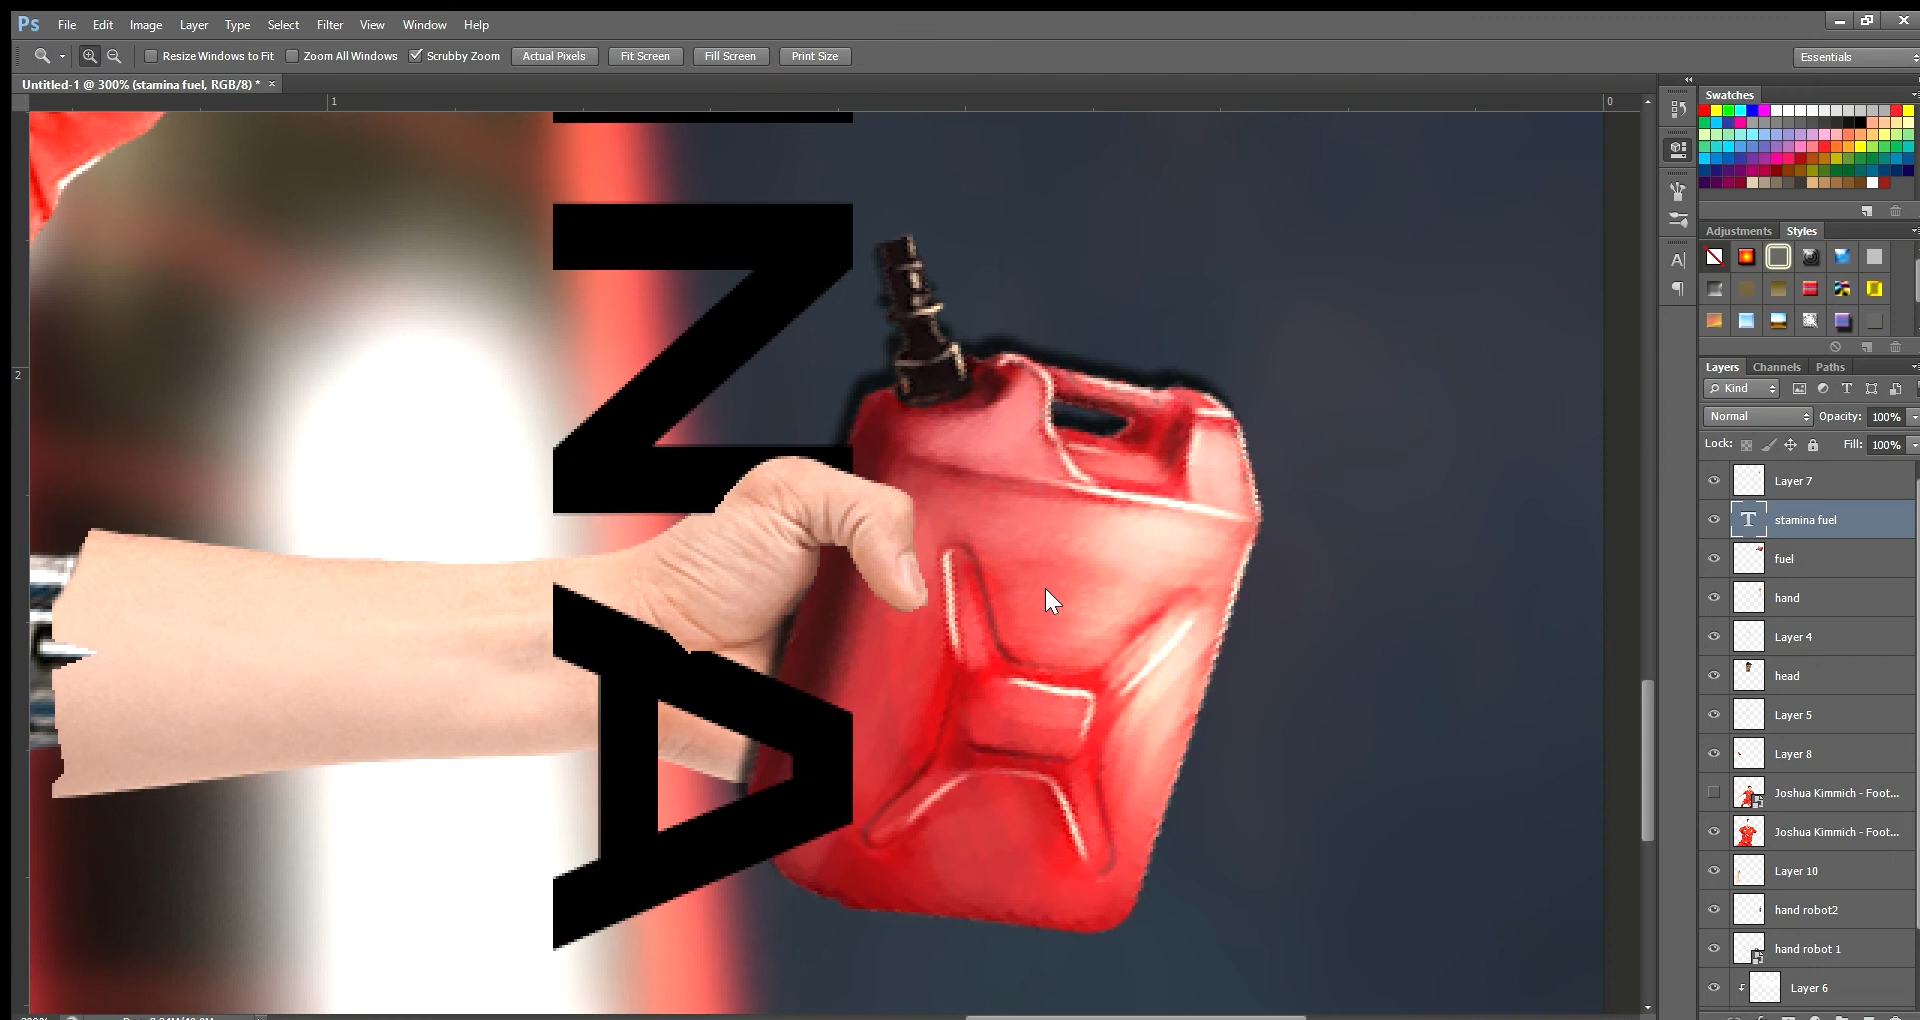 Ps File Edit Image Layer Type Select Filter View Window Help
Resize Windows to Fit Zoom All Windows Scrubby Zoom Actual Pixels Fit Screen Fill Screen Print Size Essentials
Untitled-1 @ 300% (stamina fuel, RGB/8) * ×
1 0
2
N
A
Swatches
Adjustments Styles
Layers Channels Paths
Kind T
Normal Opacity: 100%
Lock: Fill: 100%
Layer 7
T stamina fuel
fuel
hand
Layer 4
head
Layer 5
Layer 8
Joshua Kimmich - Foot...
Joshua Kimmich - Foot...
Layer 10
hand robot2
hand robot 1
Layer 6